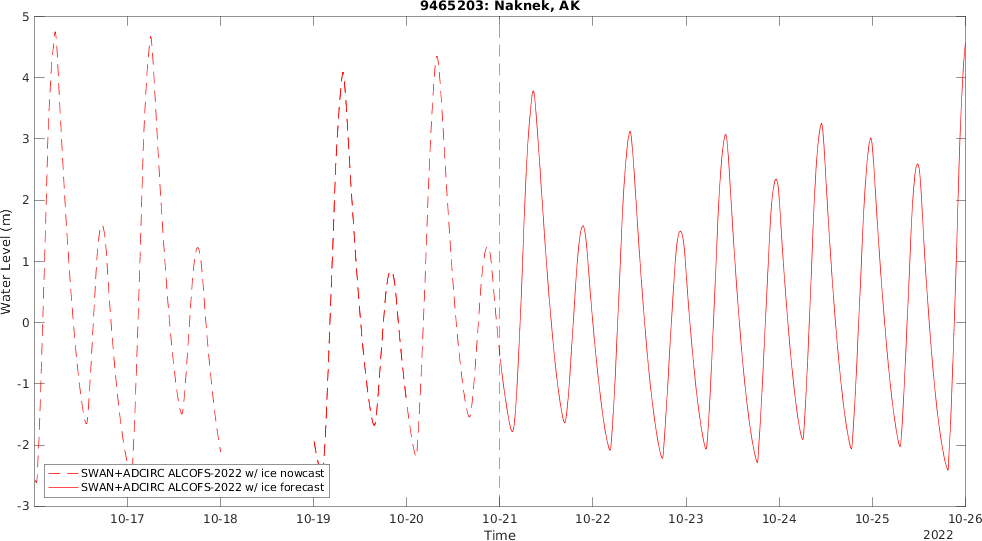 9465203: Naknek, AK
5
4
3
2
1
0
-1
-2
-3
Water Level (m)
SWAN+ADCIRC ALCOFS-2022 w/ ice nowcast
SWAN+ADCIRC ALCOFS-2022 w/ ice forecast
10-17 10-18 10-19 10-20 10-21 10-22 10-23 10-24 10-25 10-26
Time
2022